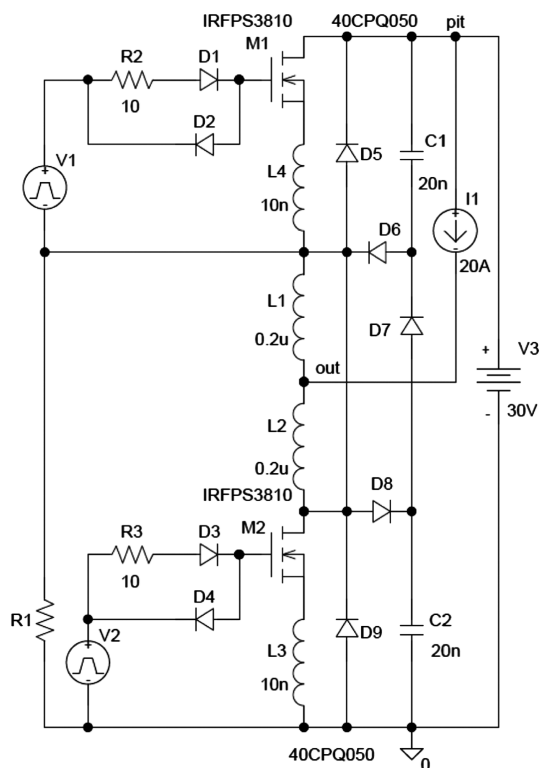 IRFPS3810
40CPQ050
pit
R2
D1
M1
10
D2
V1
+
-
L4
10n
D5
C1
20n
I1
+
-
20A
D6
L1
0.2u
D7
out
V3
+
-
30V
L2
0.2u
IRFPS3810
D8
R3
D3
M2
10
D4
R1
V2
+
-
L3
10n
D9
C2
20n
40CPQ050
0